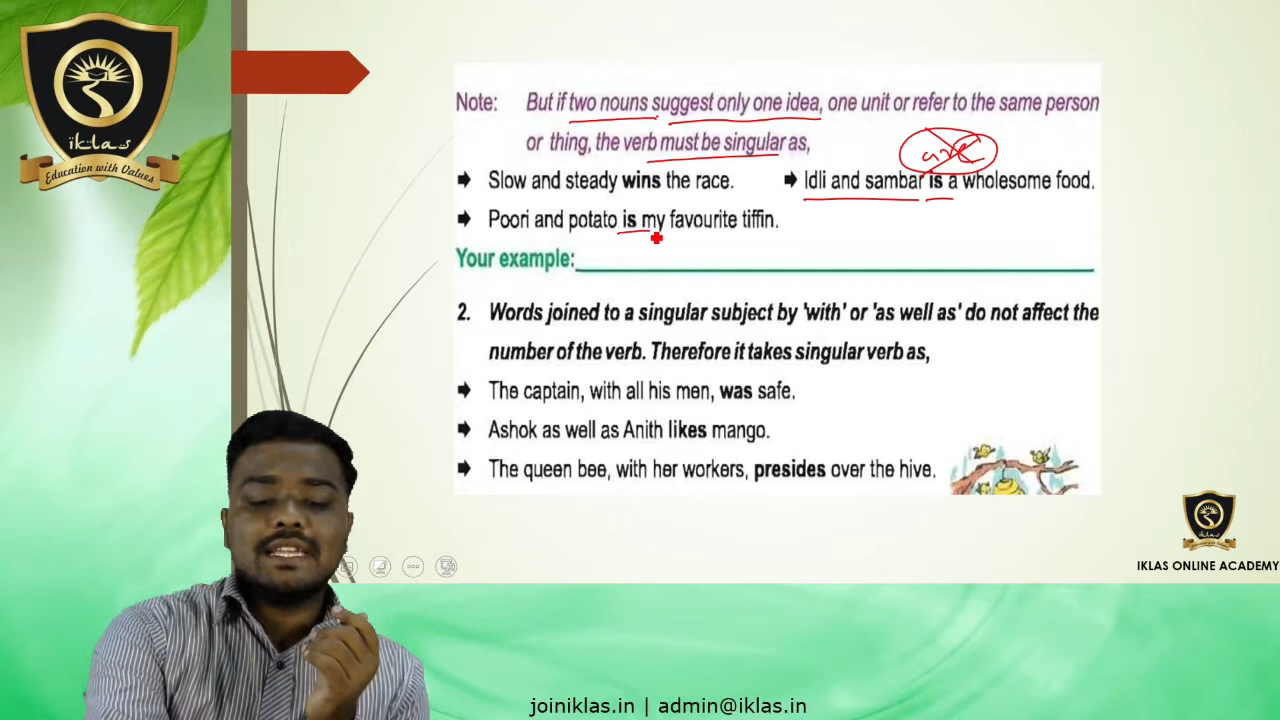 iklas
Education with Values
Note: But if two nouns suggest only one idea, one unit or refer to the same person
or thing, the verb must be singular as,
are
➡ Slow and steady wins the race. ➡ Idli and sambar is a wholesome food.
➡ Poori and potato is my favourite tiffin.
Your example:
2. Words joined to a singular subject by 'with' or 'as well as' do not affect the
number of the verb. Therefore it takes singular verb as,
➡ The captain, with all his men, was safe.
➡ Ashok as well as Anith likes mango.
➡ The queen bee, with her workers, presides over the hive.
IKLAS ONLINE ACADEMY
joiniklas.in | admin@iklas.in